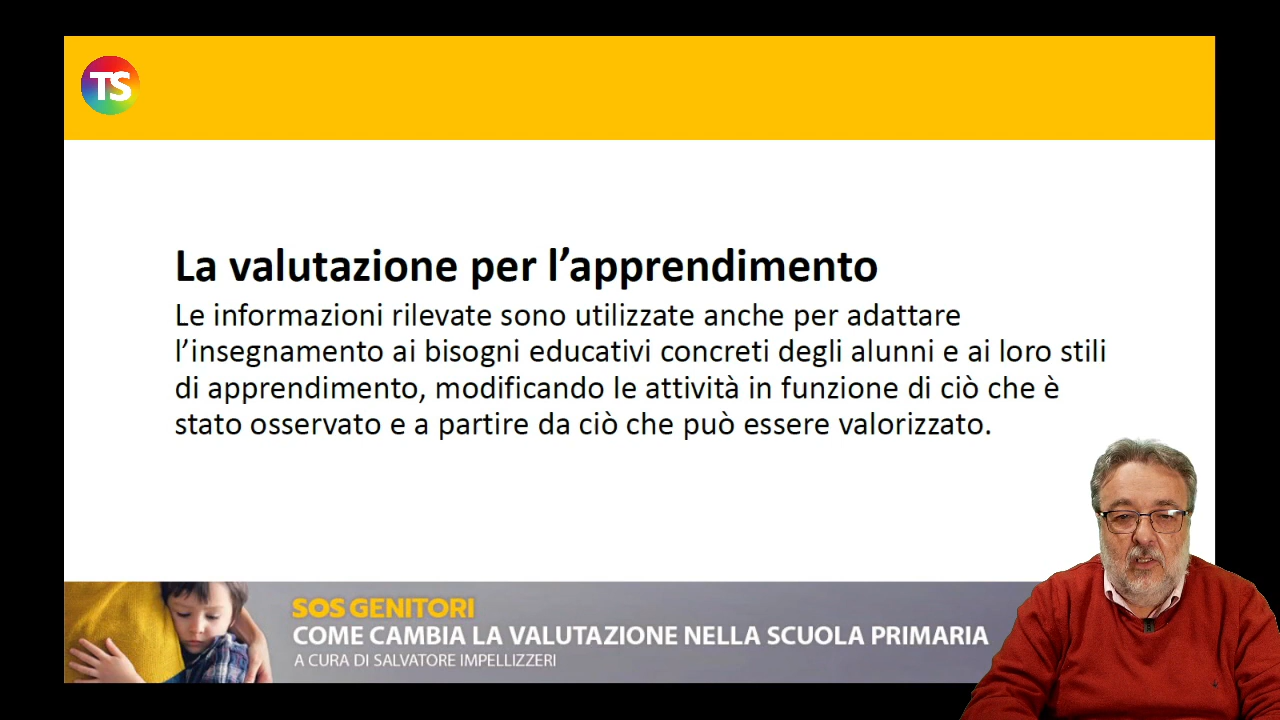 TS
La valutazione per l’apprendimento
Le informazioni rilevate sono utilizzate anche per adattare
l’insegnamento ai bisogni educativi concreti degli alunni e ai loro stili
di apprendimento, modificando le attività in funzione di ciò che è
stato osservato e a partire da ciò che può essere valorizzato.
SOS GENITORI
COME CAMBIA LA VALUTAZIONE NELLA SCUOLA PRIMARIA
A CURA DI SALVATORE IMPELLIZZERI